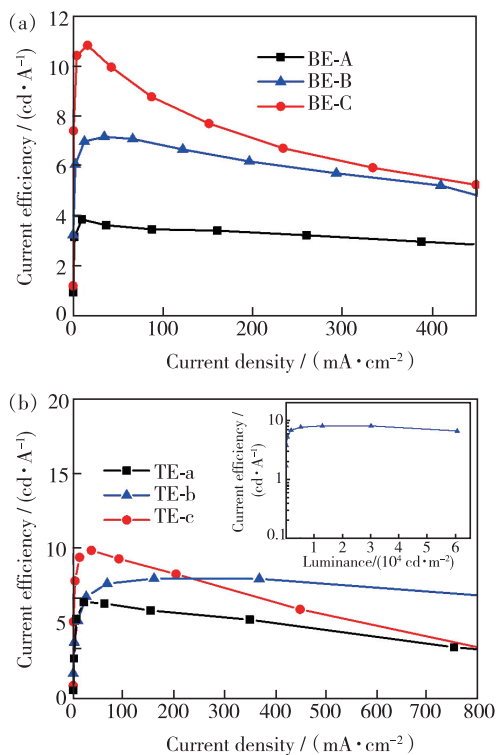 (a)
12
10
8
6
4
2
0
Current efficiency / (cd·A⁻¹)
BE-A
BE-B
BE-C
0
100
200
300
400
Current density / (mA·cm⁻²)
(b)
20
15
10
5
0
Current efficiency / (cd·A⁻¹)
TE-a
TE-b
TE-c
Current efficiency /
(cd·A⁻¹)
10
1
0.1
1
2
3
4
5
6
Luminance/(10⁴ cd·m⁻²)
0
100
200
300
400
500
600
700
800
Current density / (mA·cm⁻²)